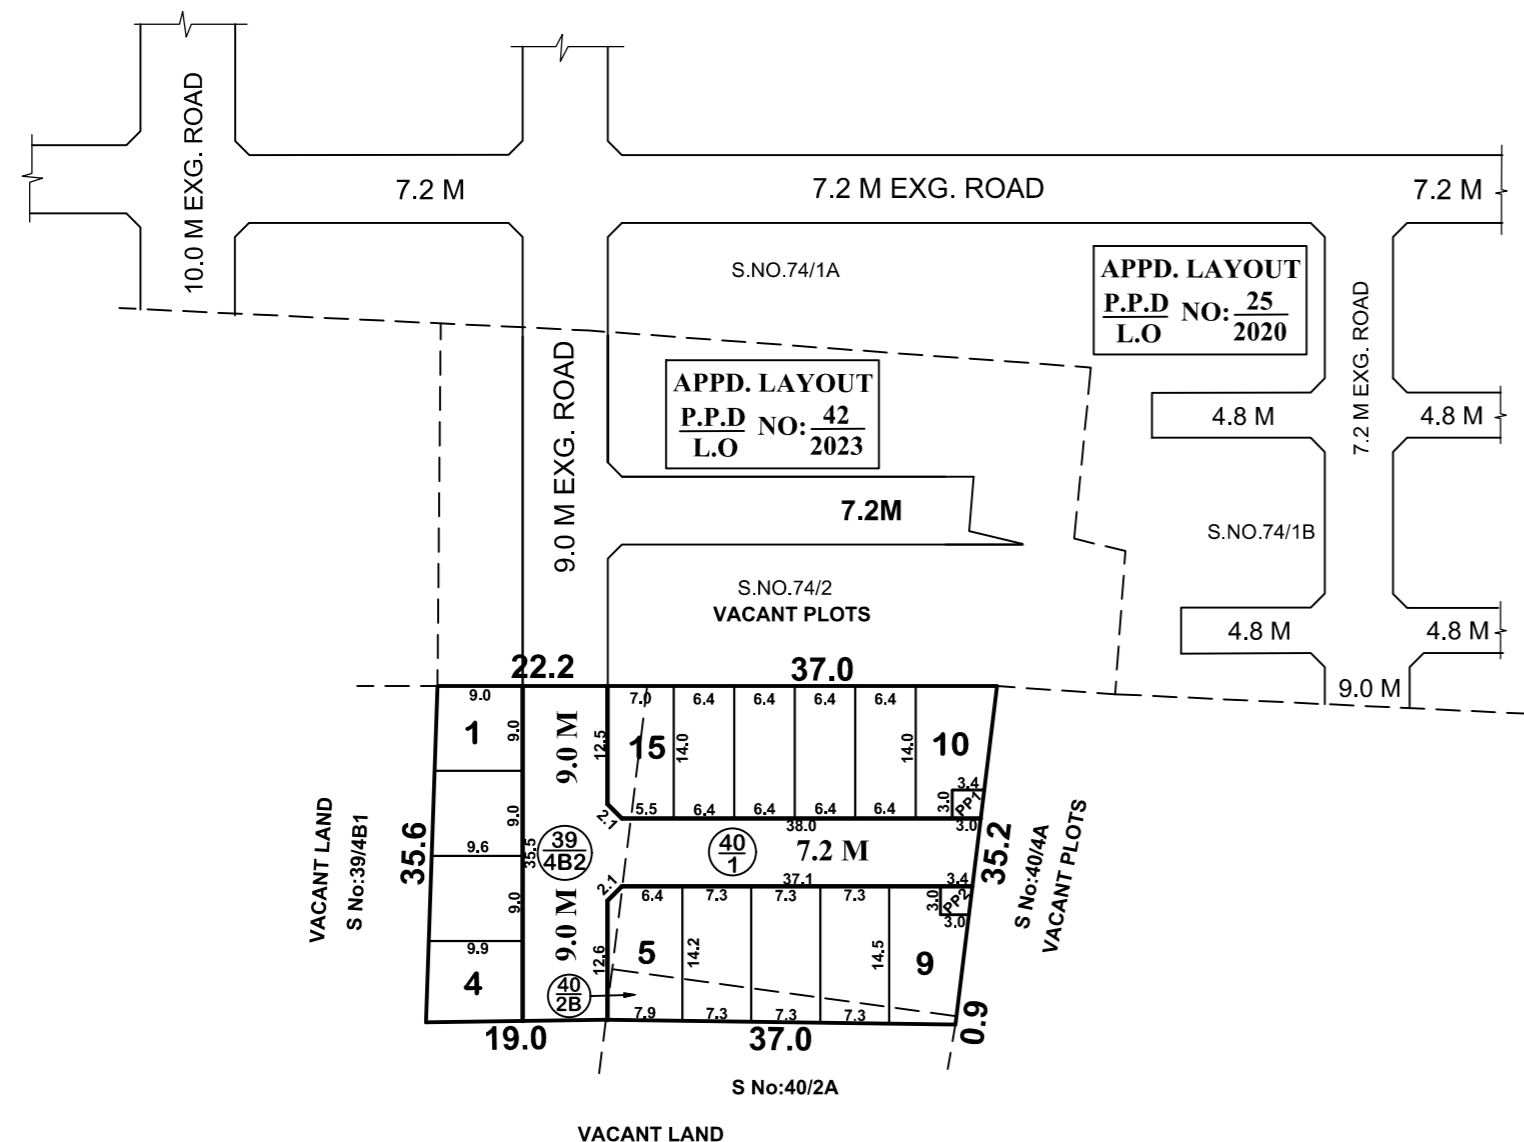 10.0 M EXG. ROAD
7.2 M
7.2 M EXG. ROAD
7.2 M
S.NO.74/1A
APPD. LAYOUT
P.P.D
L.O
NO:
25
2020
7.2 M EXG. ROAD
9.0 M EXG. ROAD
APPD. LAYOUT
P.P.D
L.O
NO:
42
2023
4.8 M
4.8 M
7.2M
S.NO.74/1B
S.NO.74/2
VACANT PLOTS
4.8 M
4.8 M
9.0 M
22.2
37.0
9.0
7.0
6.4
6.4
6.4
6.4
1
9.0
9.0 M
12.5
15
14.0
14.0
10
3.4
3.0
PP1
9.0
2.1
5.5
6.4
6.4
6.4
6.4
38.0
3.0
VACANT LAND
S No:39/4B1
35.6
9.6
35.5
39
4B2
40
1
7.2 M
35.2
S No:40/4A
VACANT PLOTS
9.0
9.0 M
2.1
37.1
3.4
6.4
7.3
7.3
7.3
3.0
PP2
3.0
9.9
4
12.6
5
14.2
14.5
9
40
2B
7.9
7.3
7.3
7.3
0.9
19.0
37.0
S No:40/2A
VACANT LAND